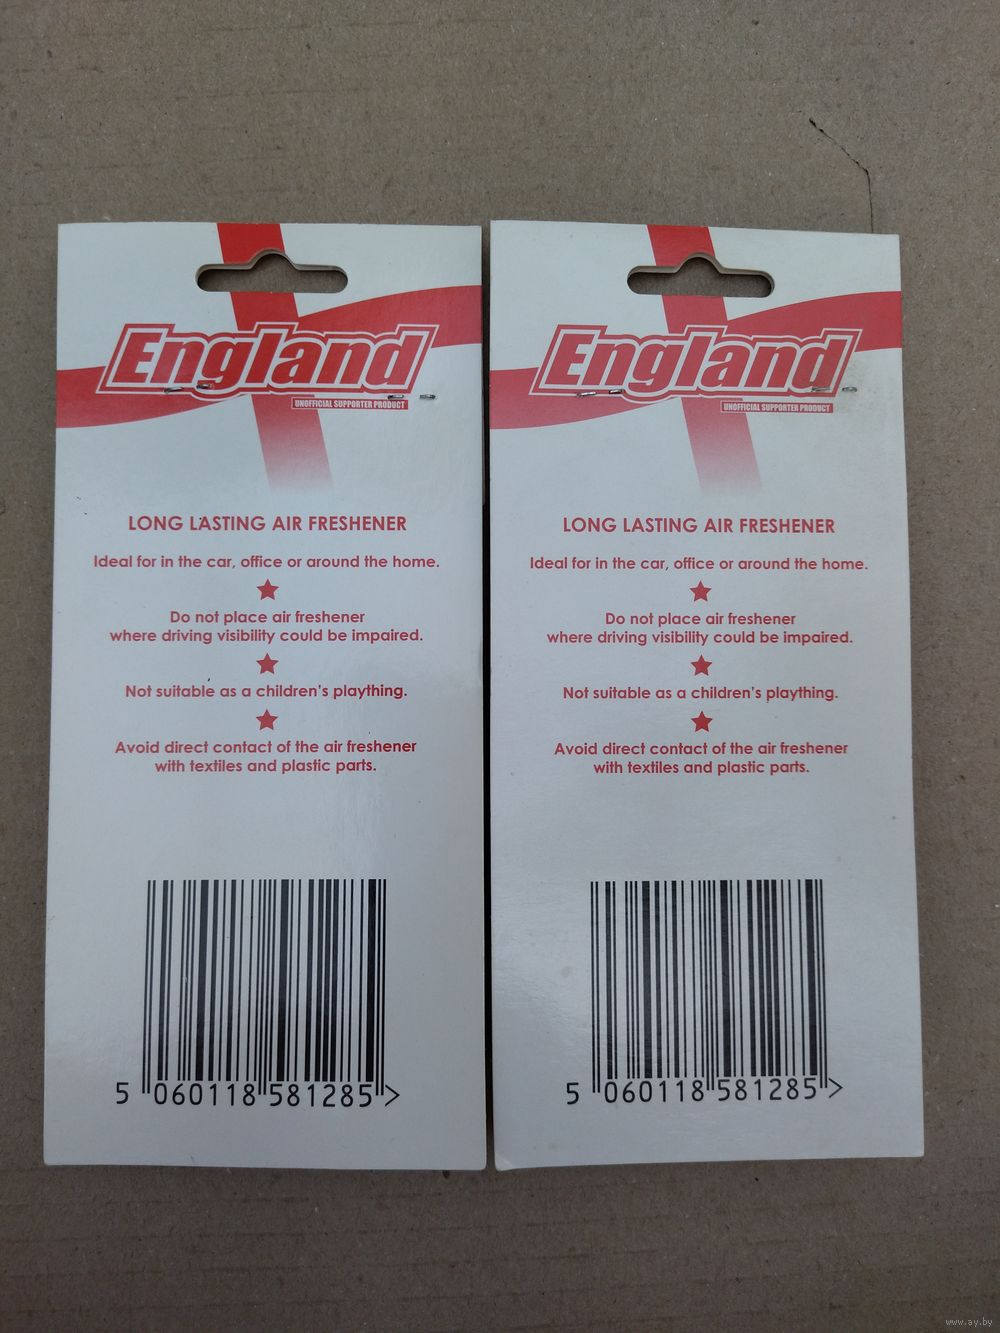 England
UNOFFICIAL SUPPORTER PRODUCT
LONG LASTING AIR FRESHENER
Ideal for in the car, office or around the home.
Do not place air freshener
where driving visibility could be impaired.
Not suitable as a children's plaything.
Avoid direct contact of the air freshener
with textiles and plastic parts.
5 060118 581285 >
England
UNOFFICIAL SUPPORTER PRODUCT
LONG LASTING AIR FRESHENER
Ideal for in the car, office or around the home.
Do not place air freshener
where driving visibility could be impaired.
Not suitable as a children's plaything.
Avoid direct contact of the air freshener
with textiles and plastic parts.
5 060118 581285 >
www.ay.by